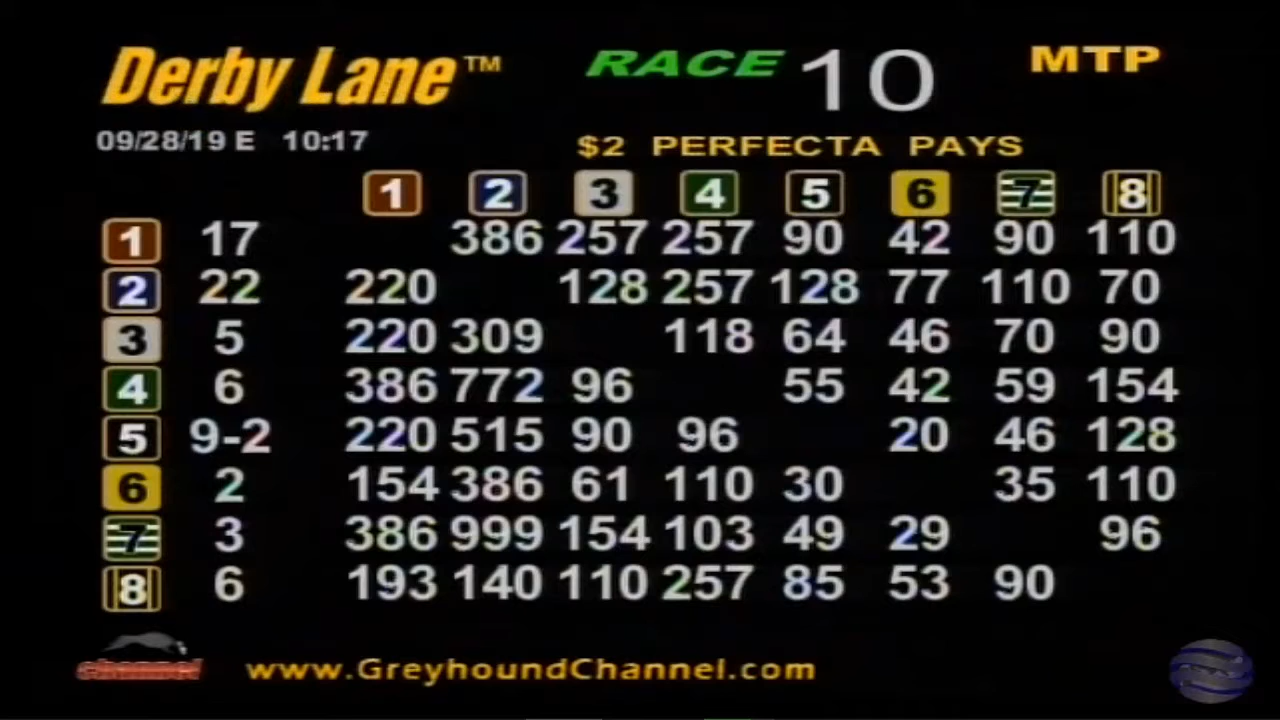 Derby Lane™ RACE 10 MTP
09/28/19 E 10:17 $2 PERFECTA PAYS
1 2 3 4 5 6 7 8
1 17 386 257 257 90 42 90 110
2 22 220 128 257 128 77 110 70
3 5 220 309 118 64 46 70 90
4 6 386 772 96 55 42 59 154
5 9-2 220 515 90 96 20 46 128
6 2 154 386 61 110 30 35 110
7 3 386 999 154 103 49 29 96
8 6 193 140 110 257 85 53 90
channel www.GreyhoundChannel.com